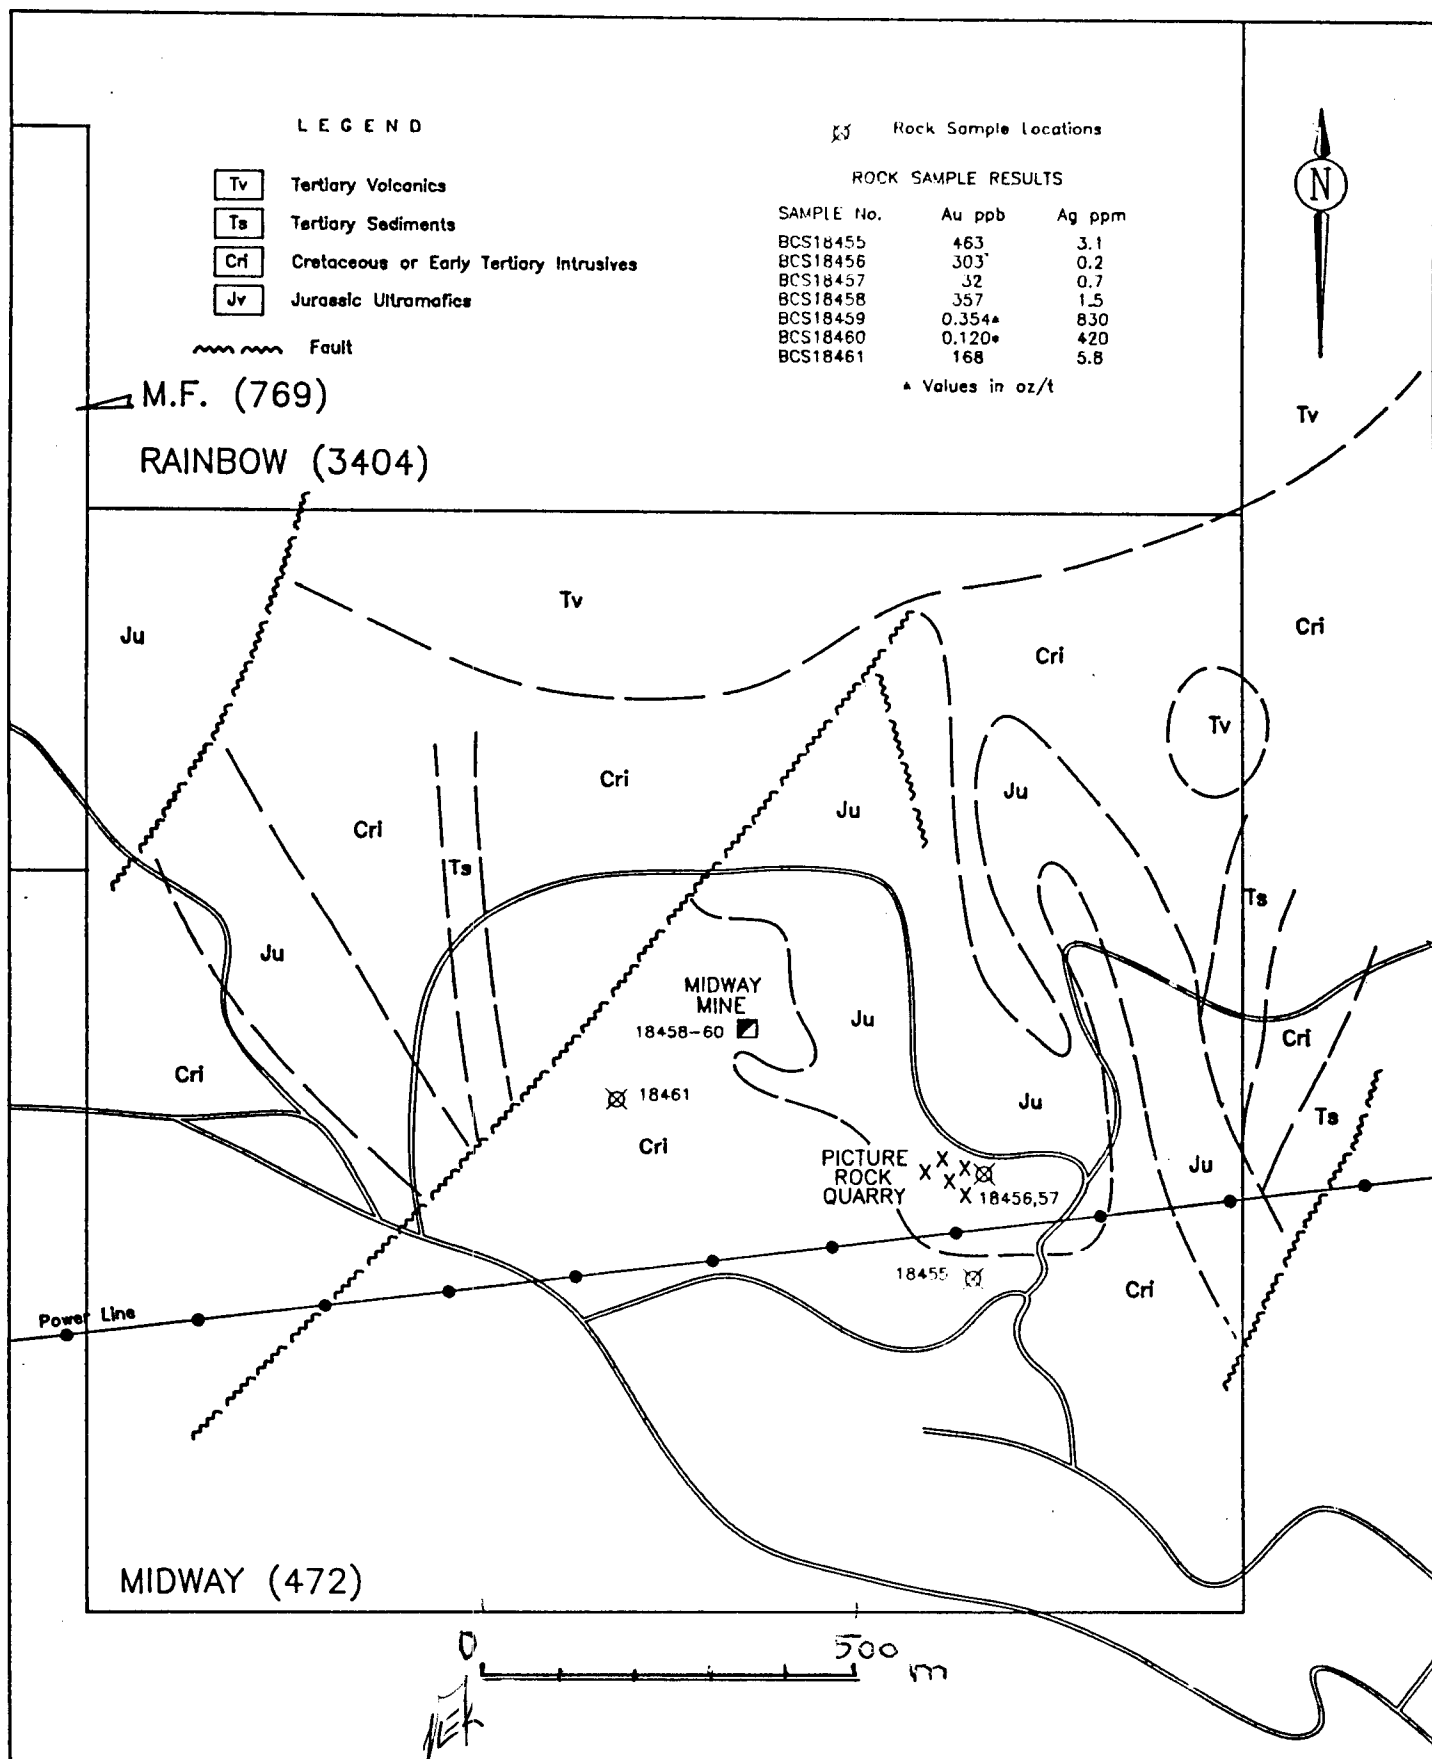 L E G E N D
Tv Tertiary Volcanics
Ts Tertiary Sediments
Cri Cretaceous or Early Tertiary Intrusives
Jv Jurassic Ultramafics
Fault
Rock Sample Locations
ROCK SAMPLE RESULTS
SAMPLE No. Au ppb Ag ppm
BCS18455 463 3.1
BCS18456 303 0.2
BCS18457 32 0.7
BCS18458 357 1.5
BCS18459 0.354▲ 830
BCS18460 0.120▲ 420
BCS18461 168 5.8
▲ Values in oz/t
N
M.F. (769)
RAINBOW (3404)
Tv
Tv
Ju
Cri
Cri
Tv
Cri
Ju
Ju
Cri
Ts
Ts
Ju
MIDWAY
MINE
18458-60
Ju
Cri
Cri
18461
Ju
Ts
Cri
PICTURE
ROCK
QUARRY
18456,57
Ju
18455
Cri
Power Line
MIDWAY (472)
0 500 m